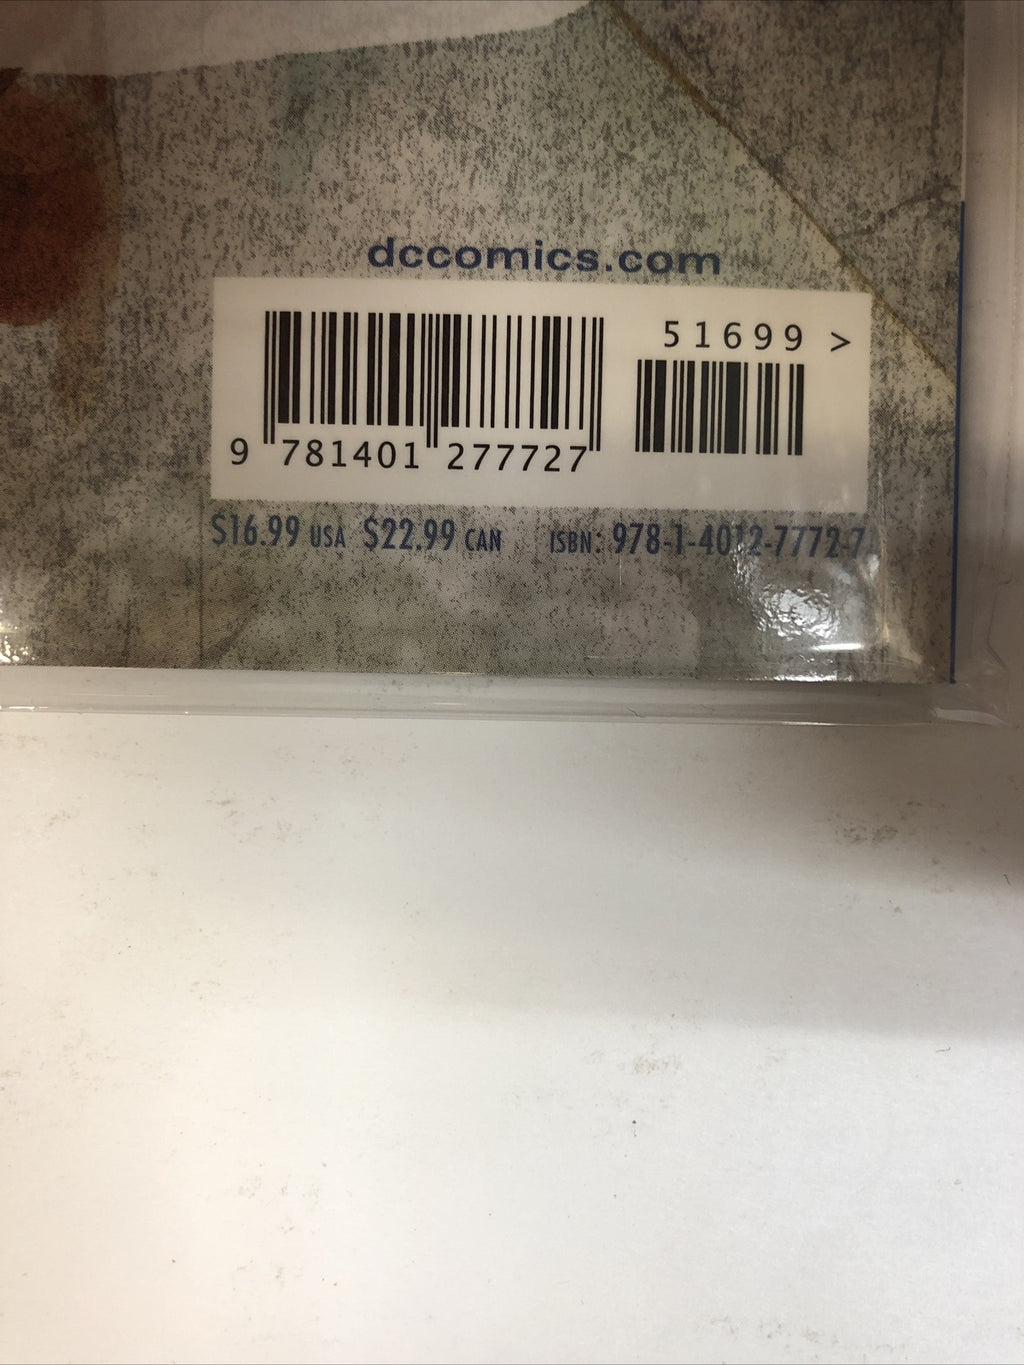 dccomics.com
51699 >
9 781401 277727
$16.99 USA $22.99 CAN ISBN: 978-1-4012-7772-7